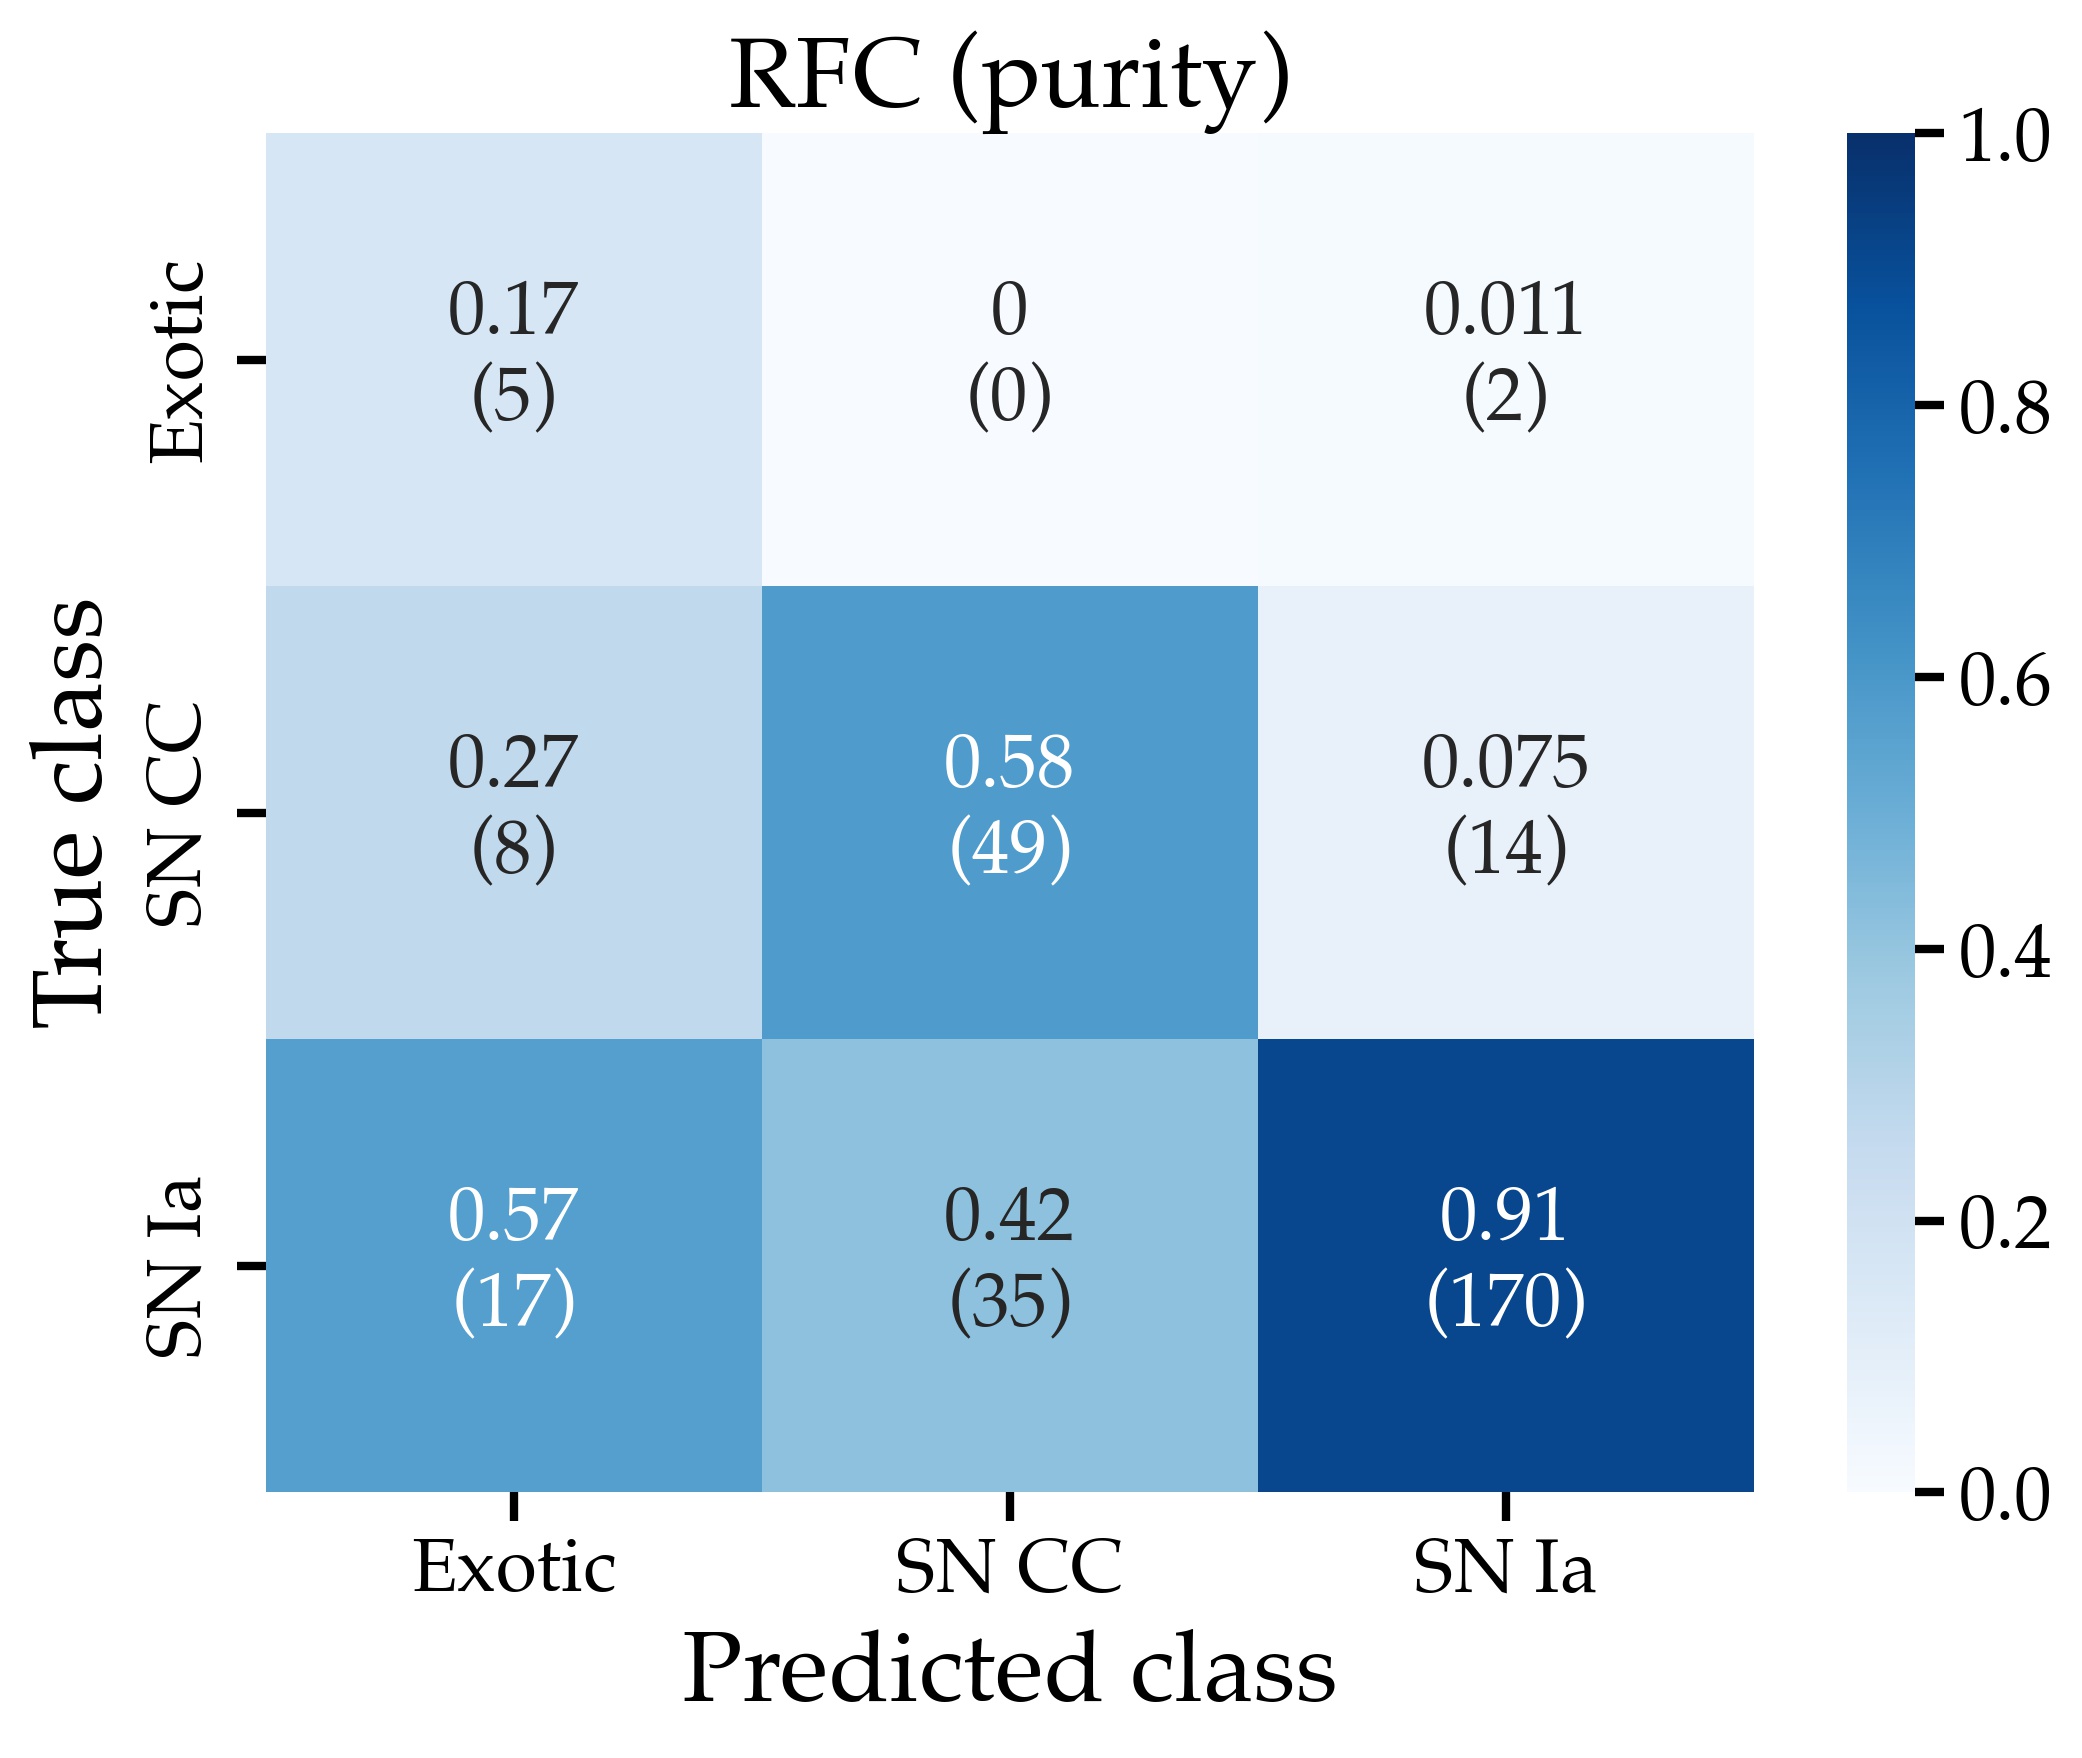 RFC (purity)
True class
Exotic
0.17
(5)
0
(0)
0.011
(2)
SN CC
0.27
(8)
0.58
(49)
0.075
(14)
SN Ia
0.57
(17)
0.42
(35)
0.91
(170)
Exotic
SN CC
SN Ia
Predicted class
1.0
0.8
0.6
0.4
0.2
0.0